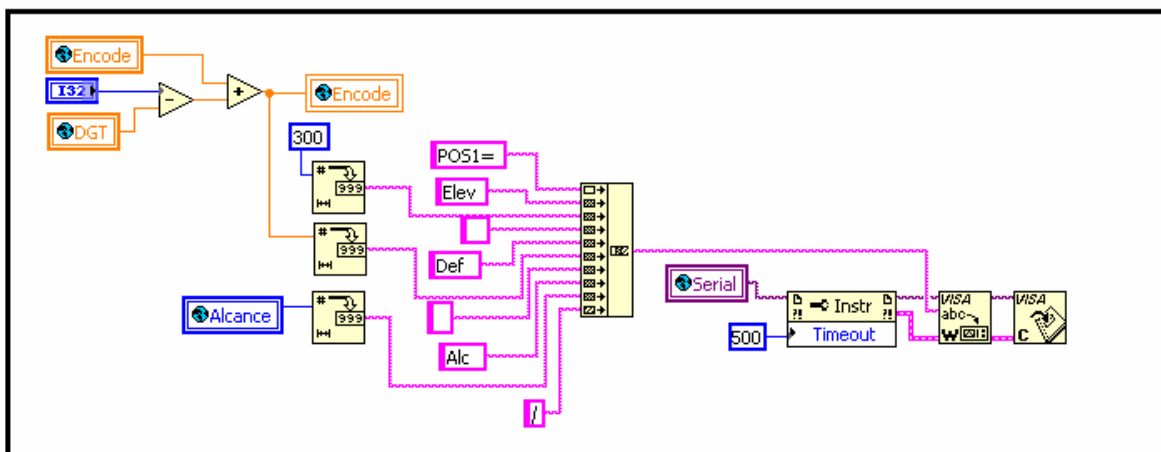 Encode
I32
DGT
Encode
300
POS1=
# 999
Elev
# 999
Def
Serial
Alcance
# 999
Instr
VISA
abc
W
VISA
C
500
Timeout
Alc
/